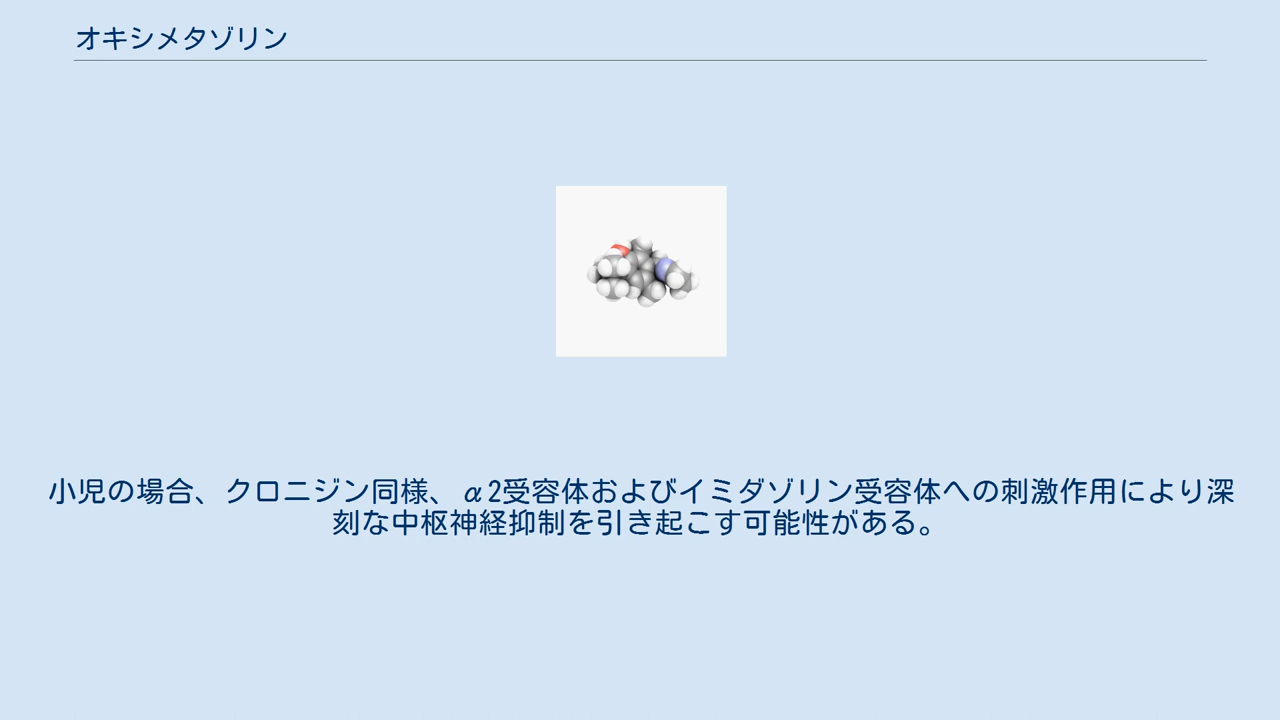 オキシメタゾリン
小児の場合、クロニジン同様、α2受容体およびイミダゾリン受容体への刺激作用により深
刻な中枢神経抑制を引き起こす可能性がある。